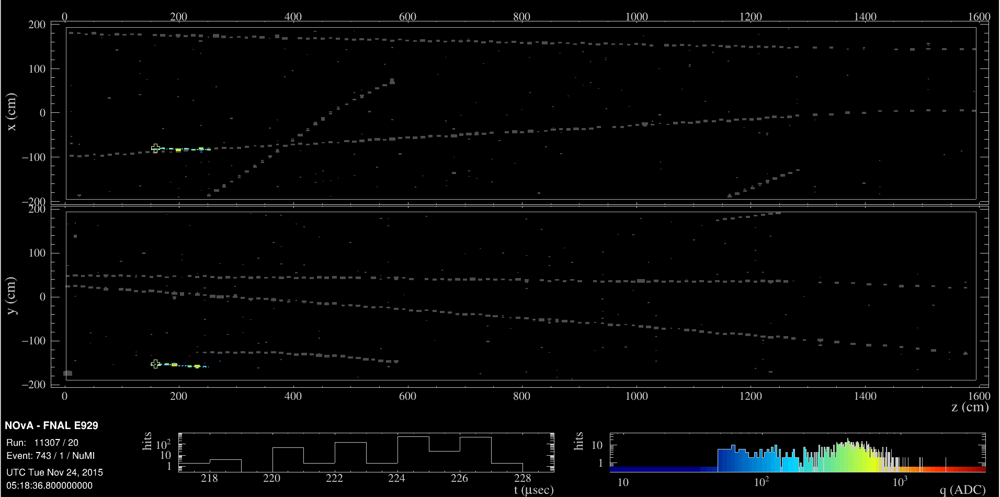 0 200 400 600 800 1000 1200 1400 1600
200
100
0
−100
−200
x (cm)
200
100
0
−100
−200
y (cm)
0 200 400 600 800 1000 1200 1400 1600
z (cm)
NOvA - FNAL E929
Run: 11307 / 20
Event: 743 / 1 / NuMI
UTC Tue Nov 24, 2015
05:18:36.800000000
hits
10²
10
1
218 220 222 224 226 228
t (μsec)
hits
10
1
10 10² 10³
q (ADC)